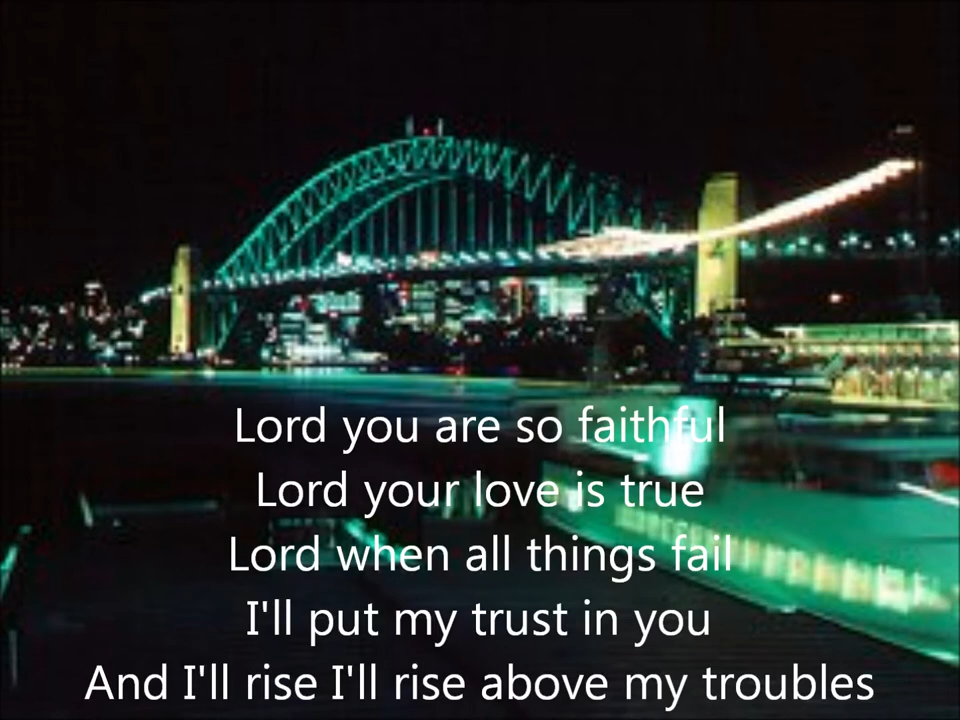 Lord you are so faithful
Lord your love is true
Lord when all things fail
I'll put my trust in you
And I'll rise I'll rise above my troubles